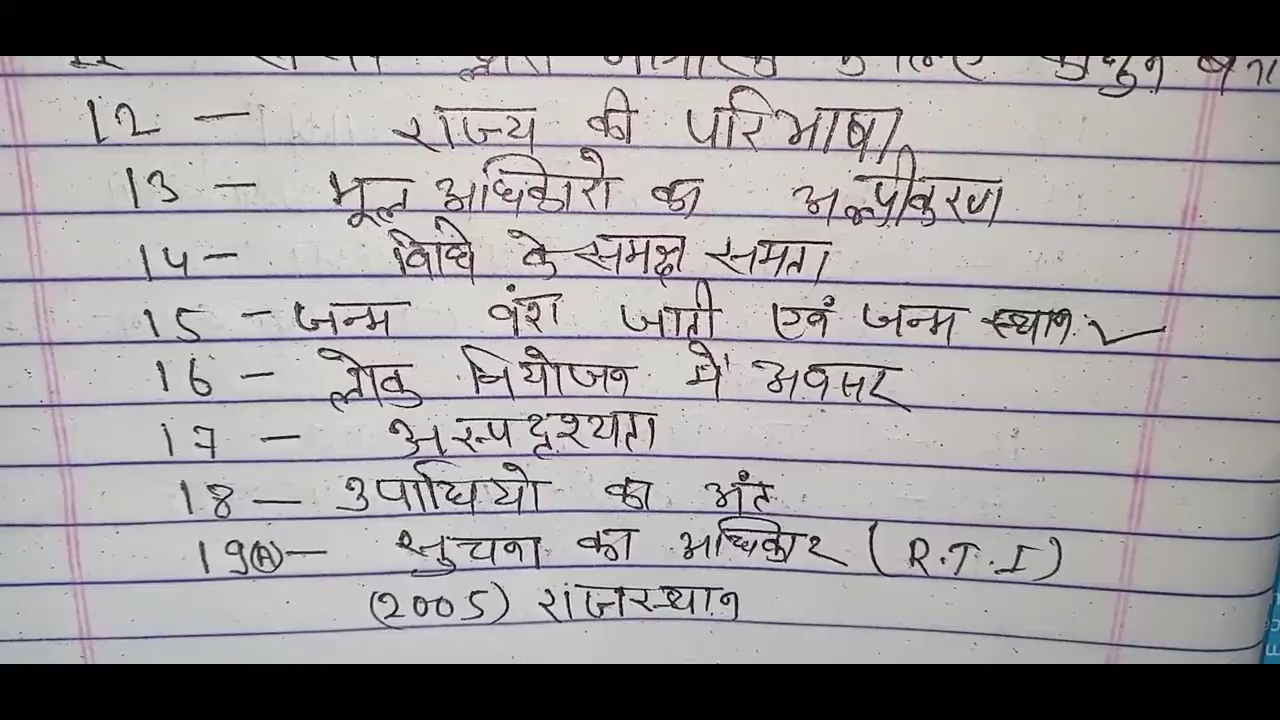 12 - राज्य की परिभाषा
13 - मूल अधिकारो का अल्पीकरण
14 - विधि के समक्ष समता
15 - जन्म वंश जाती एवं जन्म स्थान
16 - लोक नियोजन में अवसर
17 - अस्पदृश्यता
18 - उपाधियो का अंत
19(A) - सुचना का अधिकार (R.T.I)
(2005) राजस्थान